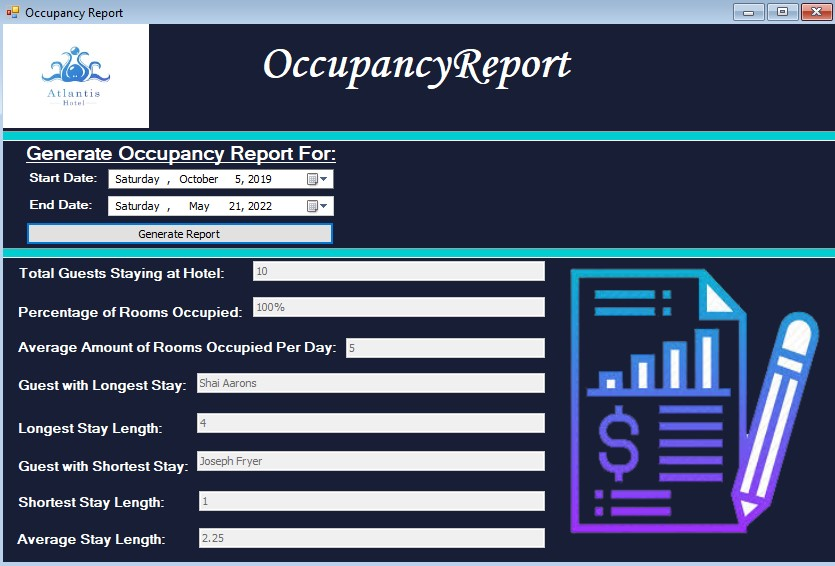 Occupancy Report
Atlantis
Hotel
OccupancyReport
Generate Occupancy Report For:
Start Date: Saturday , October 5, 2019
End Date: Saturday , May 21, 2022
Generate Report
Total Guests Staying at Hotel: 10
Percentage of Rooms Occupied: 100%
Average Amount of Rooms Occupied Per Day: 5
Guest with Longest Stay: Shai Aarons
Longest Stay Length: 4
Guest with Shortest Stay: Joseph Fryer
Shortest Stay Length: 1
Average Stay Length: 2.25
$